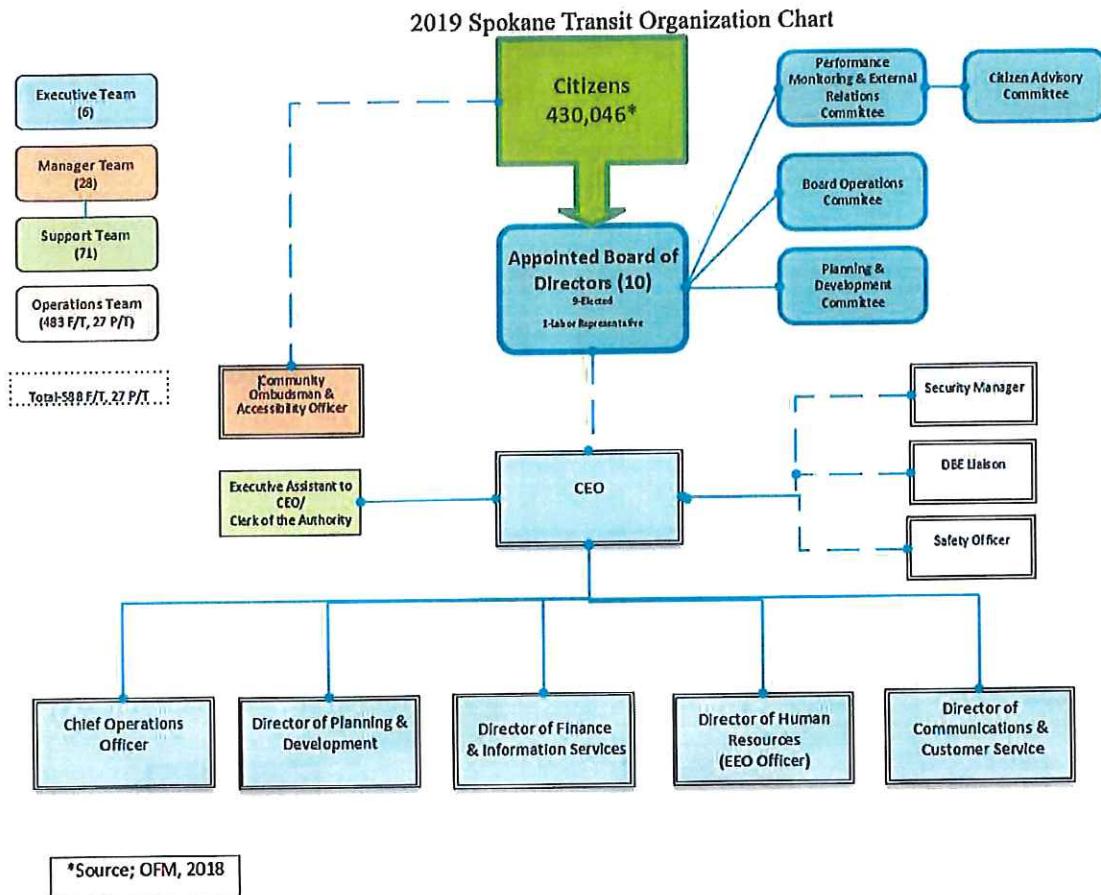 2019 Spokane Transit Organization Chart
Executive Team
(6)
Manager Team
(28)
Support Team
(71)
Operations Team
(483 F/T, 27 P/T)
Total-588 F/T, 27 P/T
Citizens
430,046*
Performance
Monitoring & External
Relations
Committee
Citizen Advisory
Committee
Board Operations
Commkee
Planning &
Development
Committee
Appointed Board of
Directors (10)
9-Elected
1-Labor Representative
Community
Ombudsman &
Accessibility Officer
Executive Assistant to
CEO/
Clerk of the Authority
CEO
Security Manager
DBE Liaison
Safety Officer
Chief Operations
Officer
Director of Planning &
Development
Director of Finance
& Information Services
Director of Human
Resources
(EEO Officer)
Director of
Communications &
Customer Service
*Source; OFM, 2018